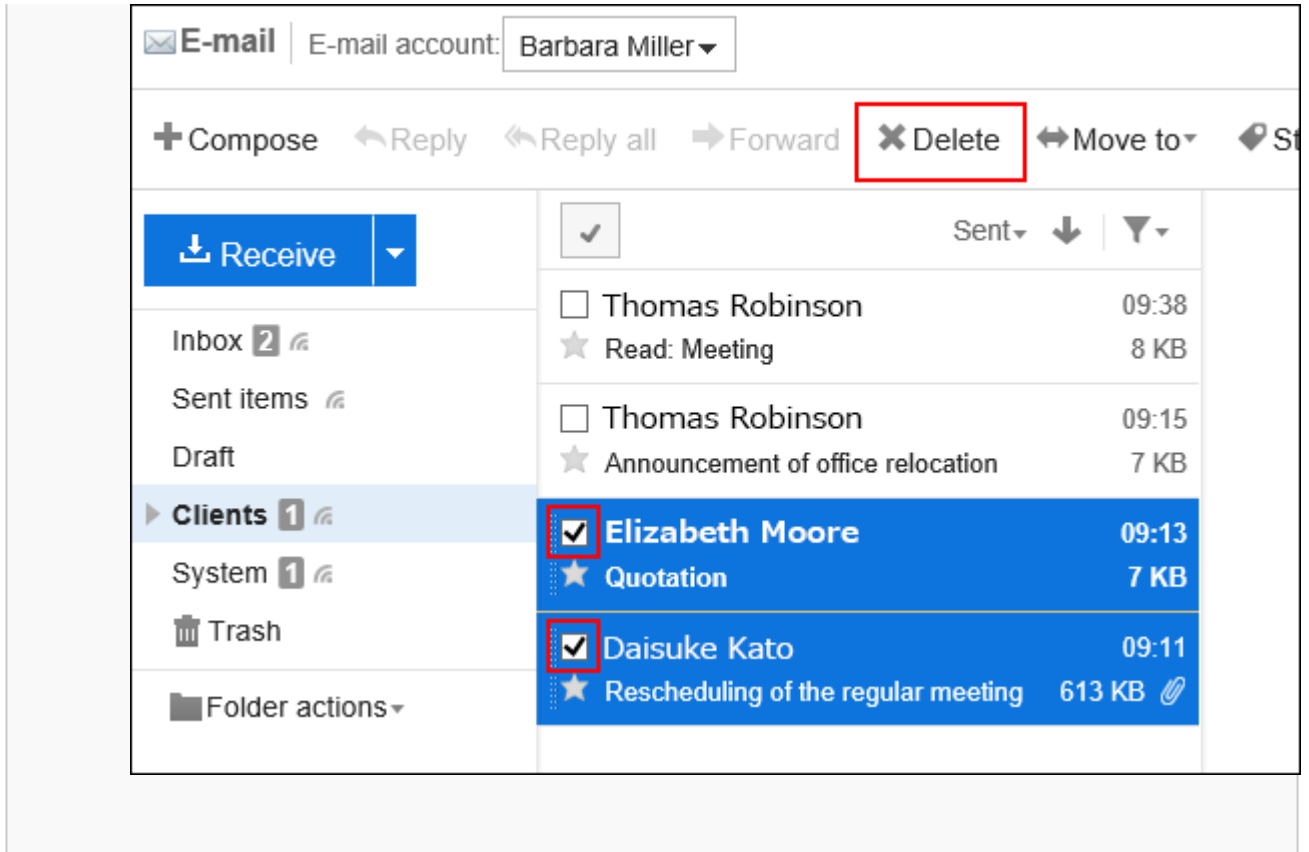 E-mail E-mail account: Barbara Miller
Compose Reply Reply all Forward Delete Move to St
Receive
Inbox 2
Sent items
Draft
Clients 1
System 1
Trash
Folder actions
Sent
Thomas Robinson 09:38
Read: Meeting 8 KB
Thomas Robinson 09:15
Announcement of office relocation 7 KB
Elizabeth Moore 09:13
Quotation 7 KB
Daisuke Kato 09:11
Rescheduling of the regular meeting 613 KB